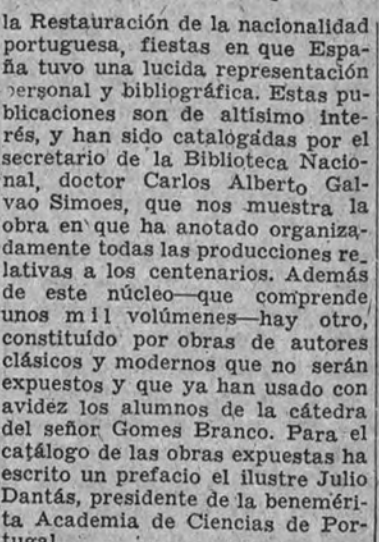 la Restauración de la nacionalidad
portuguesa, fiestas en que Espa-
ña tuvo una lucida representación
personal y bibliográfica. Estas pu-
blicaciones son de altísimo inte-
rés, y han sido catalogadas por el
secretario de la Biblioteca Nacio-
nal, doctor Carlos Alberto Gal-
vao Simoes, que nos muestra la
obra en que ha anotado organiza-
damente todas las producciones re-
lativas a los centenarios. Además
de este núcleo—que comprende
unos mil volúmenes—hay otro,
constituído por obras de autores
clásicos y modernos que no serán
expuestos y que ya han usado con
avidez los alumnos de la cátedra
del señor Gomes Branco. Para el
catálogo de las obras expuestas ha
escrito un prefacio el ilustre Julio
Dantás, presidente de la beneméri-
ta Academia de Ciencias de Por-
tugal